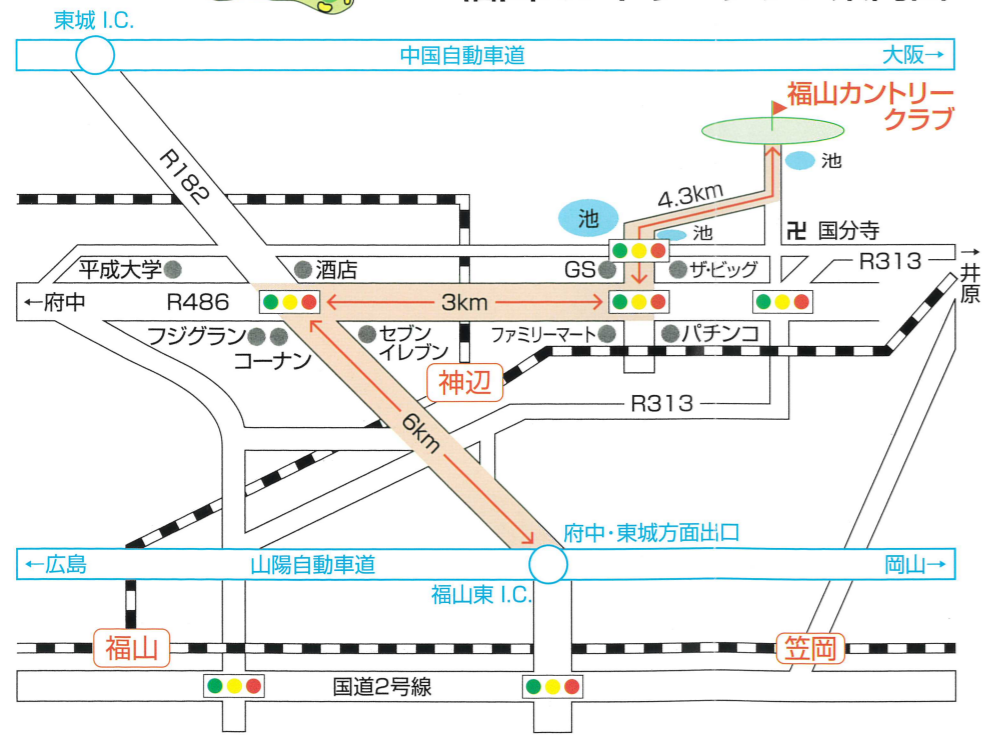 東城 I.C.
中国自動車道
大阪→
福山カントリー
クラブ
池
R182
4.3km
池
池
卍 国分寺
平成大学
酒店
GS
ザ・ビッグ
R313
→
井原
←府中
R486
3km
フジグラン
コーナン
セブン
イレブン
ファミリーマート
パチンコ
神辺
R313
6km
府中・東城方面出口
←広島
山陽自動車道
岡山→
福山東 I.C.
福山
笠岡
国道2号線